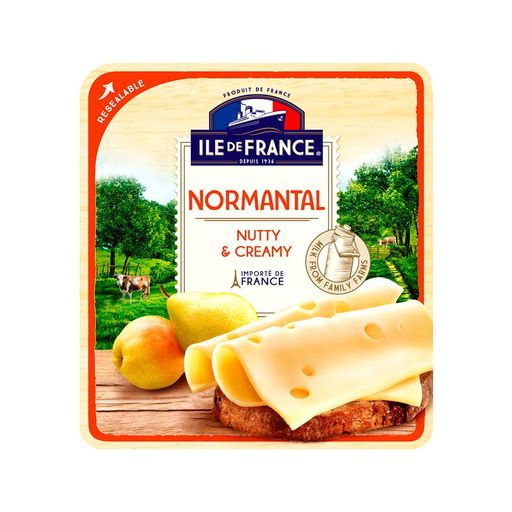 RESEALABLE
PRODUIT DE FRANCE
ILE DE FRANCE®
DEPUIS 1936
NORMANTAL
NUTTY
& CREAMY
IMPORTÉ DE
FRANCE
MILK FROM FAMILY FARMS